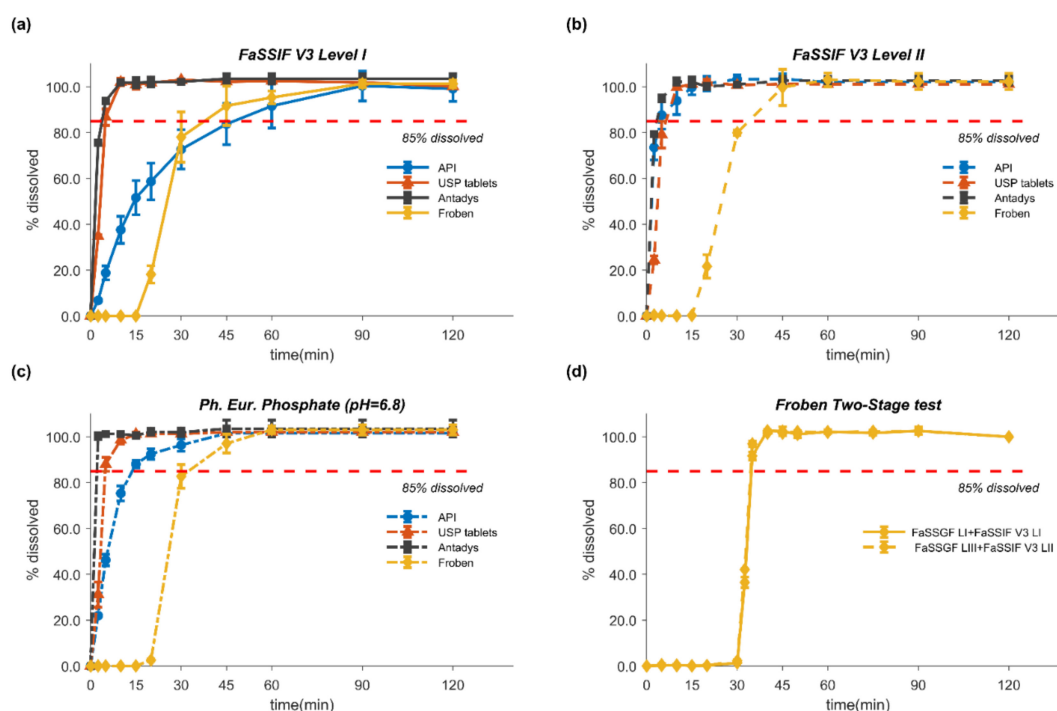 (a)
FaSSIF V3 Level I
100.0
80.0
60.0
40.0
20.0
0.0
% dissolved
85% dissolved
API
USP tablets
Antadys
Froben
0 15 30 45 60 90 120
time(min)
(b)
FaSSIF V3 Level II
100.0
80.0
60.0
40.0
20.0
0.0
% dissolved
85% dissolved
API
USP tablets
Antadys
Froben
0 15 30 45 60 90 120
time(min)
(c)
Ph. Eur. Phosphate (pH=6.8)
100.0
80.0
60.0
40.0
20.0
0.0
% dissolved
85% dissolved
API
USP tablets
Antadys
Froben
0 15 30 45 60 90 120
time(min)
(d)
Froben Two-Stage test
100.0
80.0
60.0
40.0
20.0
0.0
% dissolved
85% dissolved
FaSSGF LI+FaSSIF V3 LI
FaSSGF LIII+FaSSIF V3 LII
0 15 30 45 60 90 120
time(min)